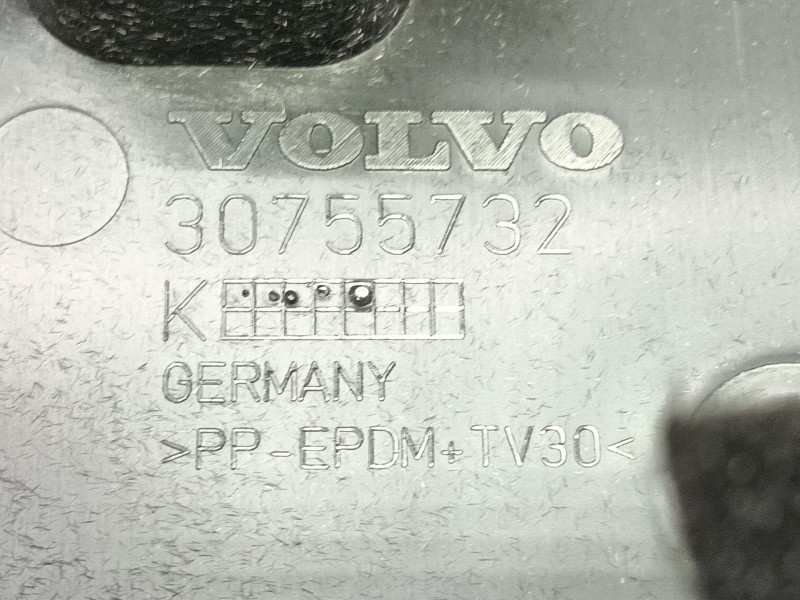 VOLVO
30755732
K
GERMANY
>PP-EPDM+TV30<